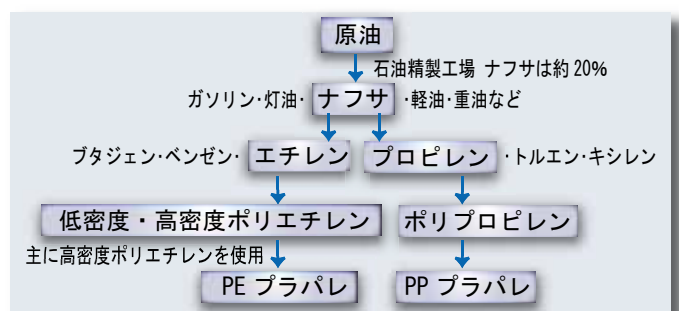 原油
石油精製工場 ナフサは約20%
ガソリン･灯油･ ナフサ ･軽油･重油など
ブタジェン･ベンゼン･ エチレン プロピレン ･トルエン･キシレン
低密度・高密度ポリエチレン ポリプロピレン
主に高密度ポリエチレンを使用
PE プラパレ PP プラパレ